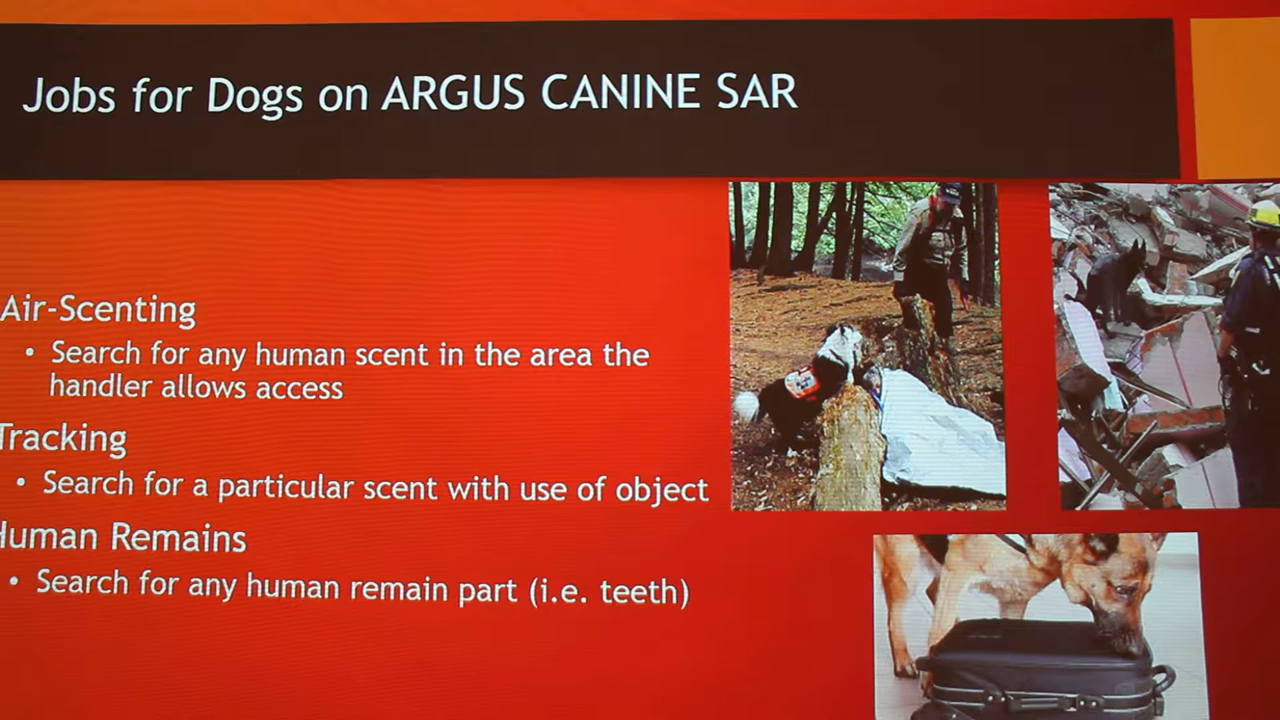 Jobs for Dogs on ARGUS CANINE SAR
Air-Scenting
• Search for any human scent in the area the
handler allows access
Tracking
• Search for a particular scent with use of object
Human Remains
• Search for any human remain part (i.e. teeth)